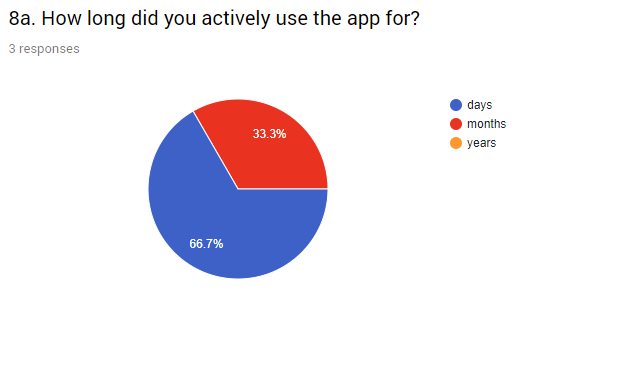 8a. How long did you actively use the app for?
3 responses
33.3%
66.7%
days
months
years